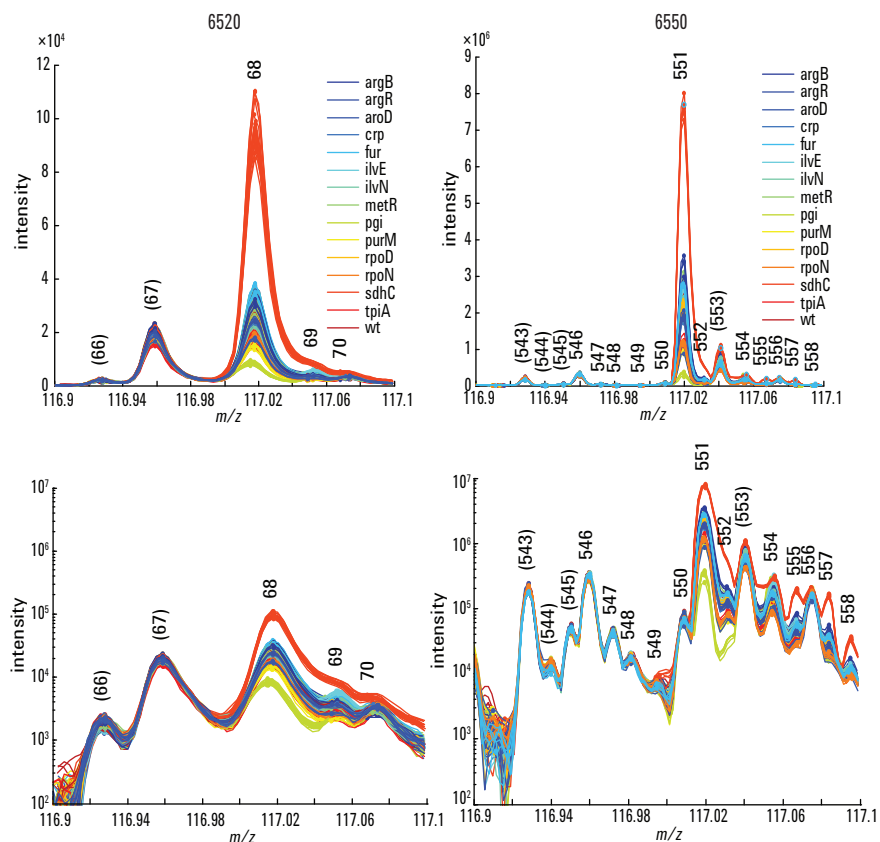 6520
×10⁴
12
10
8
6
4
2
0
intensity
(66)
(67)
68
69
70
argB
argR
aroD
crp
fur
ilvE
ilvN
metR
pgi
purM
rpoD
rpoN
sdhC
tpiA
wt
116.9 116.94 116.98 117.02 117.06 117.1
m/z
6550
×10⁶
9
8
7
6
5
4
3
2
1
0
intensity
(543)
(544)
(545)
546
547
548
549
550
551
552
(553)
554
555
556
557
558
argB
argR
aroD
crp
fur
ilvE
ilvN
metR
pgi
purM
rpoD
rpoN
sdhC
tpiA
wt
116.9 116.94 116.98 117.02 117.06 117.1
m/z
10⁷
10⁶
10⁵
10⁴
10³
10²
intensity
(66)
(67)
68
69
70
116.9 116.94 116.98 117.02 117.06 117.1
m/z
10⁷
10⁶
10⁵
10⁴
10³
10²
intensity
(543)
(544)
(545)
546
547
548
549
550
551
552
(553)
554
555
556
557
558
116.9 116.94 116.98 117.02 117.06 117.1
m/z